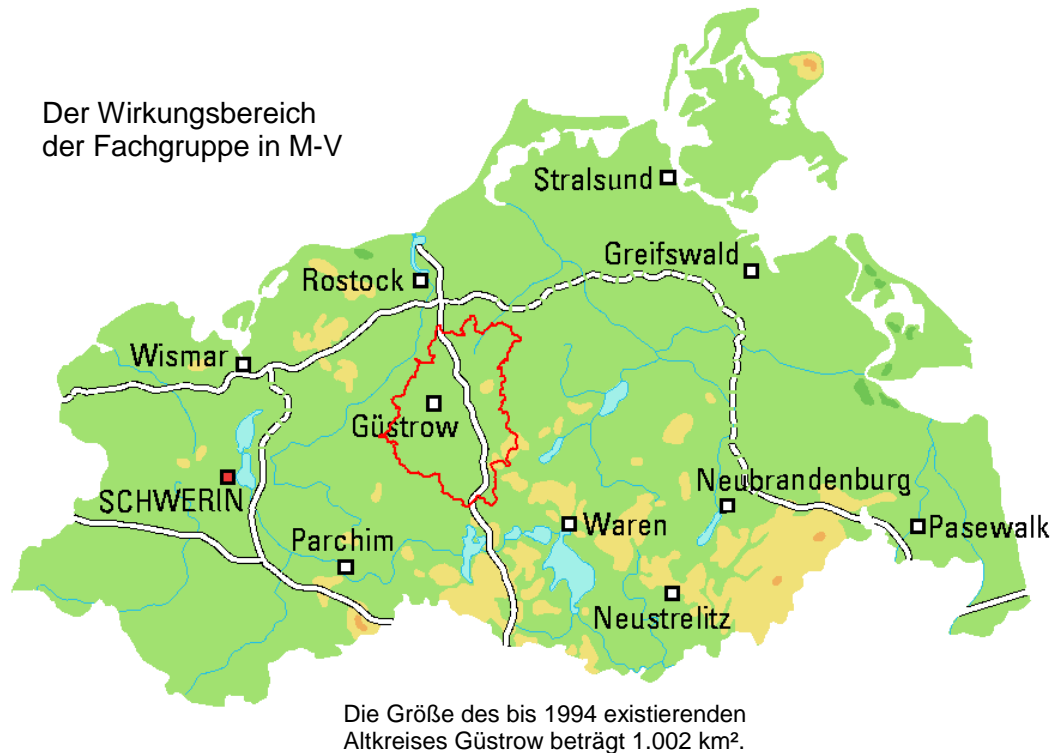 Der Wirkungsbereich
der Fachgruppe in M-V
Stralsund
Greifswald
Rostock
Wismar
Güstrow
SCHWERIN
Neubrandenburg
Waren
Pasewalk
Parchim
Neustrelitz
Die Größe des bis 1994 existierenden
Altkreises Güstrow beträgt 1.002 km².